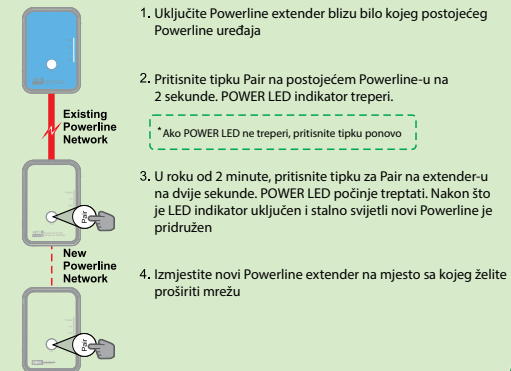 1. Uključite Powerline extender blizu bilo kojeg postojećeg
Powerline uređaja
2. Pritisnite tipku Pair na postojećem Powerline-u na
2 sekunde. POWER LED indikator treperi.
*Ako POWER LED ne treperi, pritisnite tipku ponovo
Existing
Powerline
Network
3. U roku od 2 minute, pritisnite tipku za Pair na extender-u
na dvije sekunde. POWER LED počinje treptati. Nakon što
je LED indikator uključen i stalno svijetli novi Powerline je
pridružen
Pair
New
Powerline
Network
4. Izmjestite novi Powerline extender na mjesto sa kojeg želite
proširiti mrežu
Pair